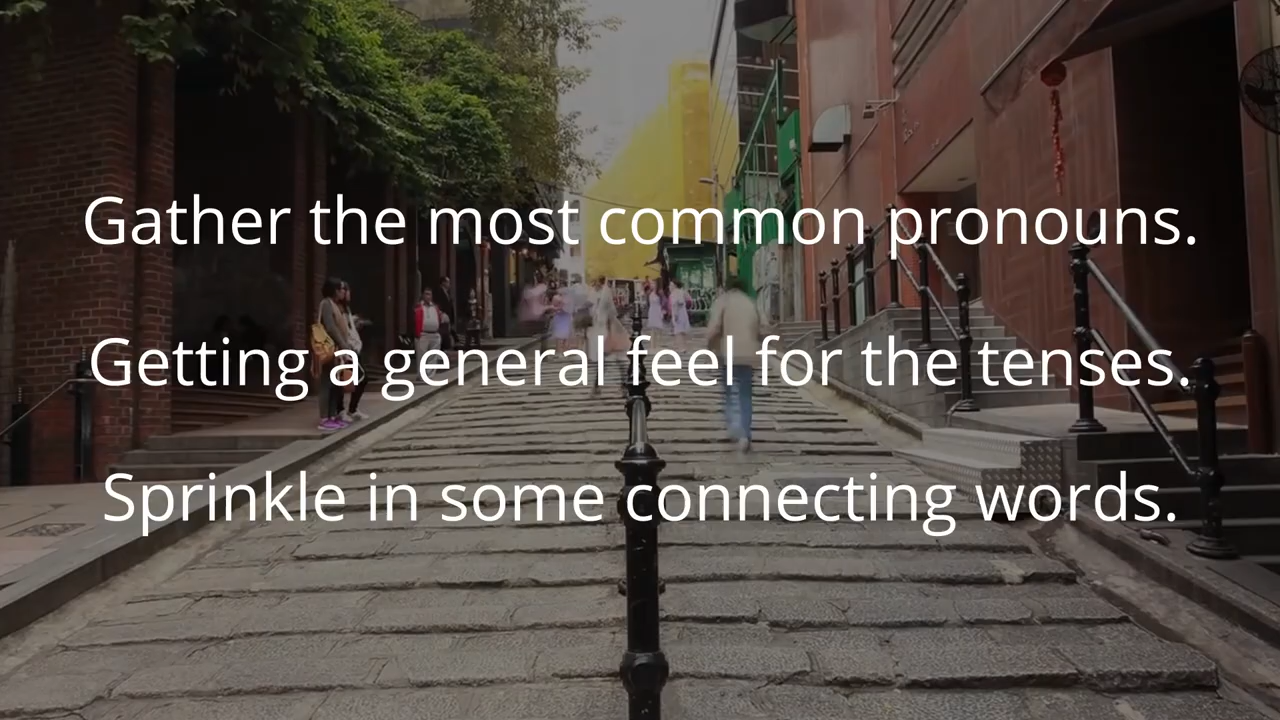 Gather the most common pronouns.
Getting a general feel for the tenses.
Sprinkle in some connecting words.